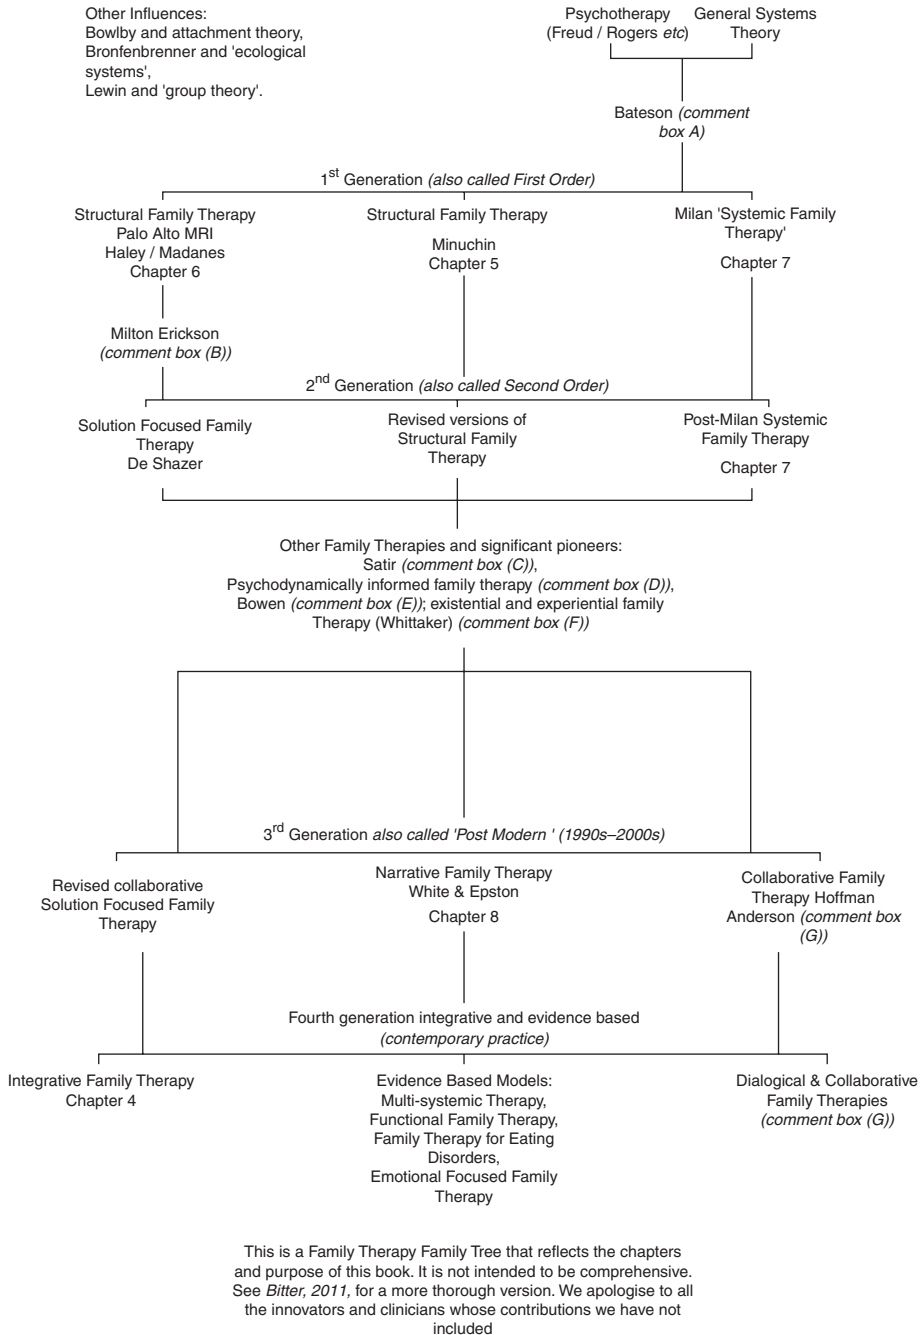 Other Influences:
Bowlby and attachment theory,
Bronfenbrenner and 'ecological
systems',
Lewin and 'group theory'.
Psychotherapy
(Freud / Rogers etc)
General Systems
Theory
Bateson (comment
box A)
1st Generation (also called First Order)
Structural Family Therapy
Palo Alto MRI
Haley / Madanes
Chapter 6
Structural Family Therapy
Minuchin
Chapter 5
Milan 'Systemic Family
Therapy'
Chapter 7
Milton Erickson
(comment box (B))
2nd Generation (also called Second Order)
Solution Focused Family
Therapy
De Shazer
Revised versions of
Structural Family
Therapy
Post-Milan Systemic
Family Therapy
Chapter 7
Other Family Therapies and significant pioneers:
Satir (comment box (C)),
Psychodynamically informed family therapy (comment box (D)),
Bowen (comment box (E)); existential and experiential family
Therapy (Whittaker) (comment box (F))
3rd Generation also called 'Post Modern ' (1990s–2000s)
Revised collaborative
Solution Focused Family
Therapy
Narrative Family Therapy
White & Epston
Chapter 8
Collaborative Family
Therapy Hoffman
Anderson (comment box
(G))
Fourth generation integrative and evidence based
(contemporary practice)
Integrative Family Therapy
Chapter 4
Evidence Based Models:
Multi-systemic Therapy,
Functional Family Therapy,
Family Therapy for Eating
Disorders,
Emotional Focused Family
Therapy
Dialogical & Collaborative
Family Therapies
(comment box (G))
This is a Family Therapy Family Tree that reflects the chapters
and purpose of this book. It is not intended to be comprehensive.
See Bitter, 2011, for a more thorough version. We apologise to all
the innovators and clinicians whose contributions we have not
included